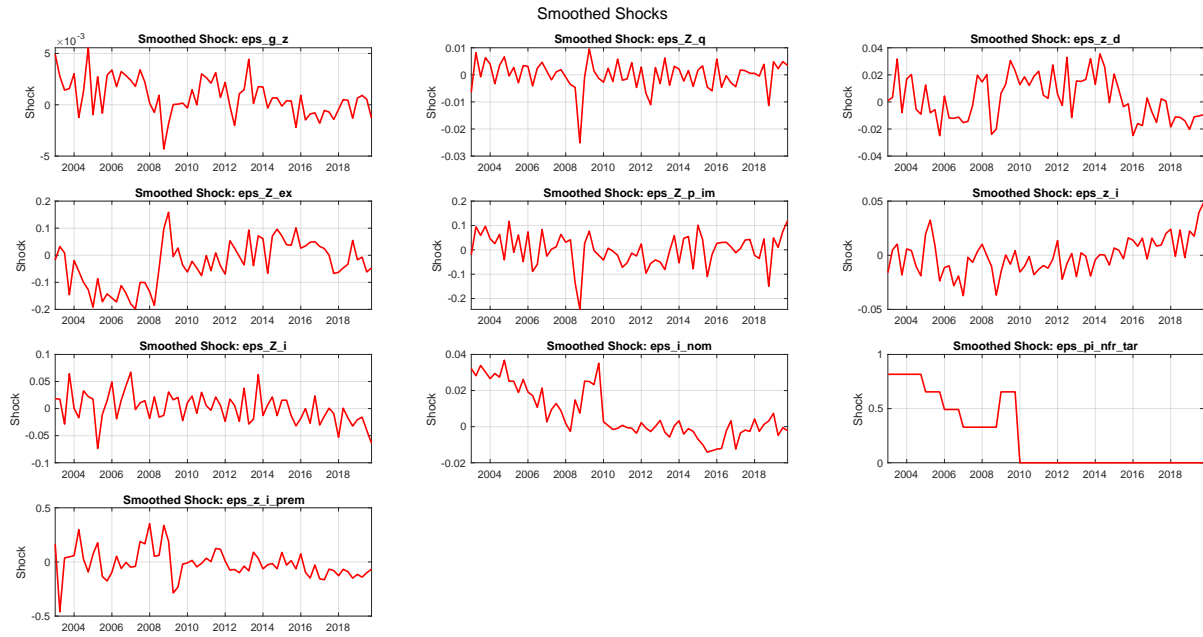 Smoothed Shocks
×10⁻³
Smoothed Shock: eps_g_z
Shock
5
0
-5
2004 2006 2008 2010 2012 2014 2016 2018
Smoothed Shock: eps_Z_q
Shock
0.01
0
-0.01
-0.02
-0.03
2004 2006 2008 2010 2012 2014 2016 2018
Smoothed Shock: eps_z_d
Shock
0.04
0.02
0
-0.02
-0.04
2004 2006 2008 2010 2012 2014 2016 2018
Smoothed Shock: eps_Z_ex
Shock
0.2
0.1
0
-0.1
-0.2
2004 2006 2008 2010 2012 2014 2016 2018
Smoothed Shock: eps_Z_p_im
Shock
0.2
0.1
0
-0.1
-0.2
2004 2006 2008 2010 2012 2014 2016 2018
Smoothed Shock: eps_z_i
Shock
0.05
0
-0.05
2004 2006 2008 2010 2012 2014 2016 2018
Smoothed Shock: eps_Z_i
Shock
0.1
0.05
0
-0.05
-0.1
2004 2006 2008 2010 2012 2014 2016 2018
Smoothed Shock: eps_i_nom
Shock
0.04
0.02
0
-0.02
2004 2006 2008 2010 2012 2014 2016 2018
Smoothed Shock: eps_pi_nfr_tar
Shock
1
0.5
0
2004 2006 2008 2010 2012 2014 2016 2018
Smoothed Shock: eps_z_i_prem
Shock
0.5
0
-0.5
2004 2006 2008 2010 2012 2014 2016 2018